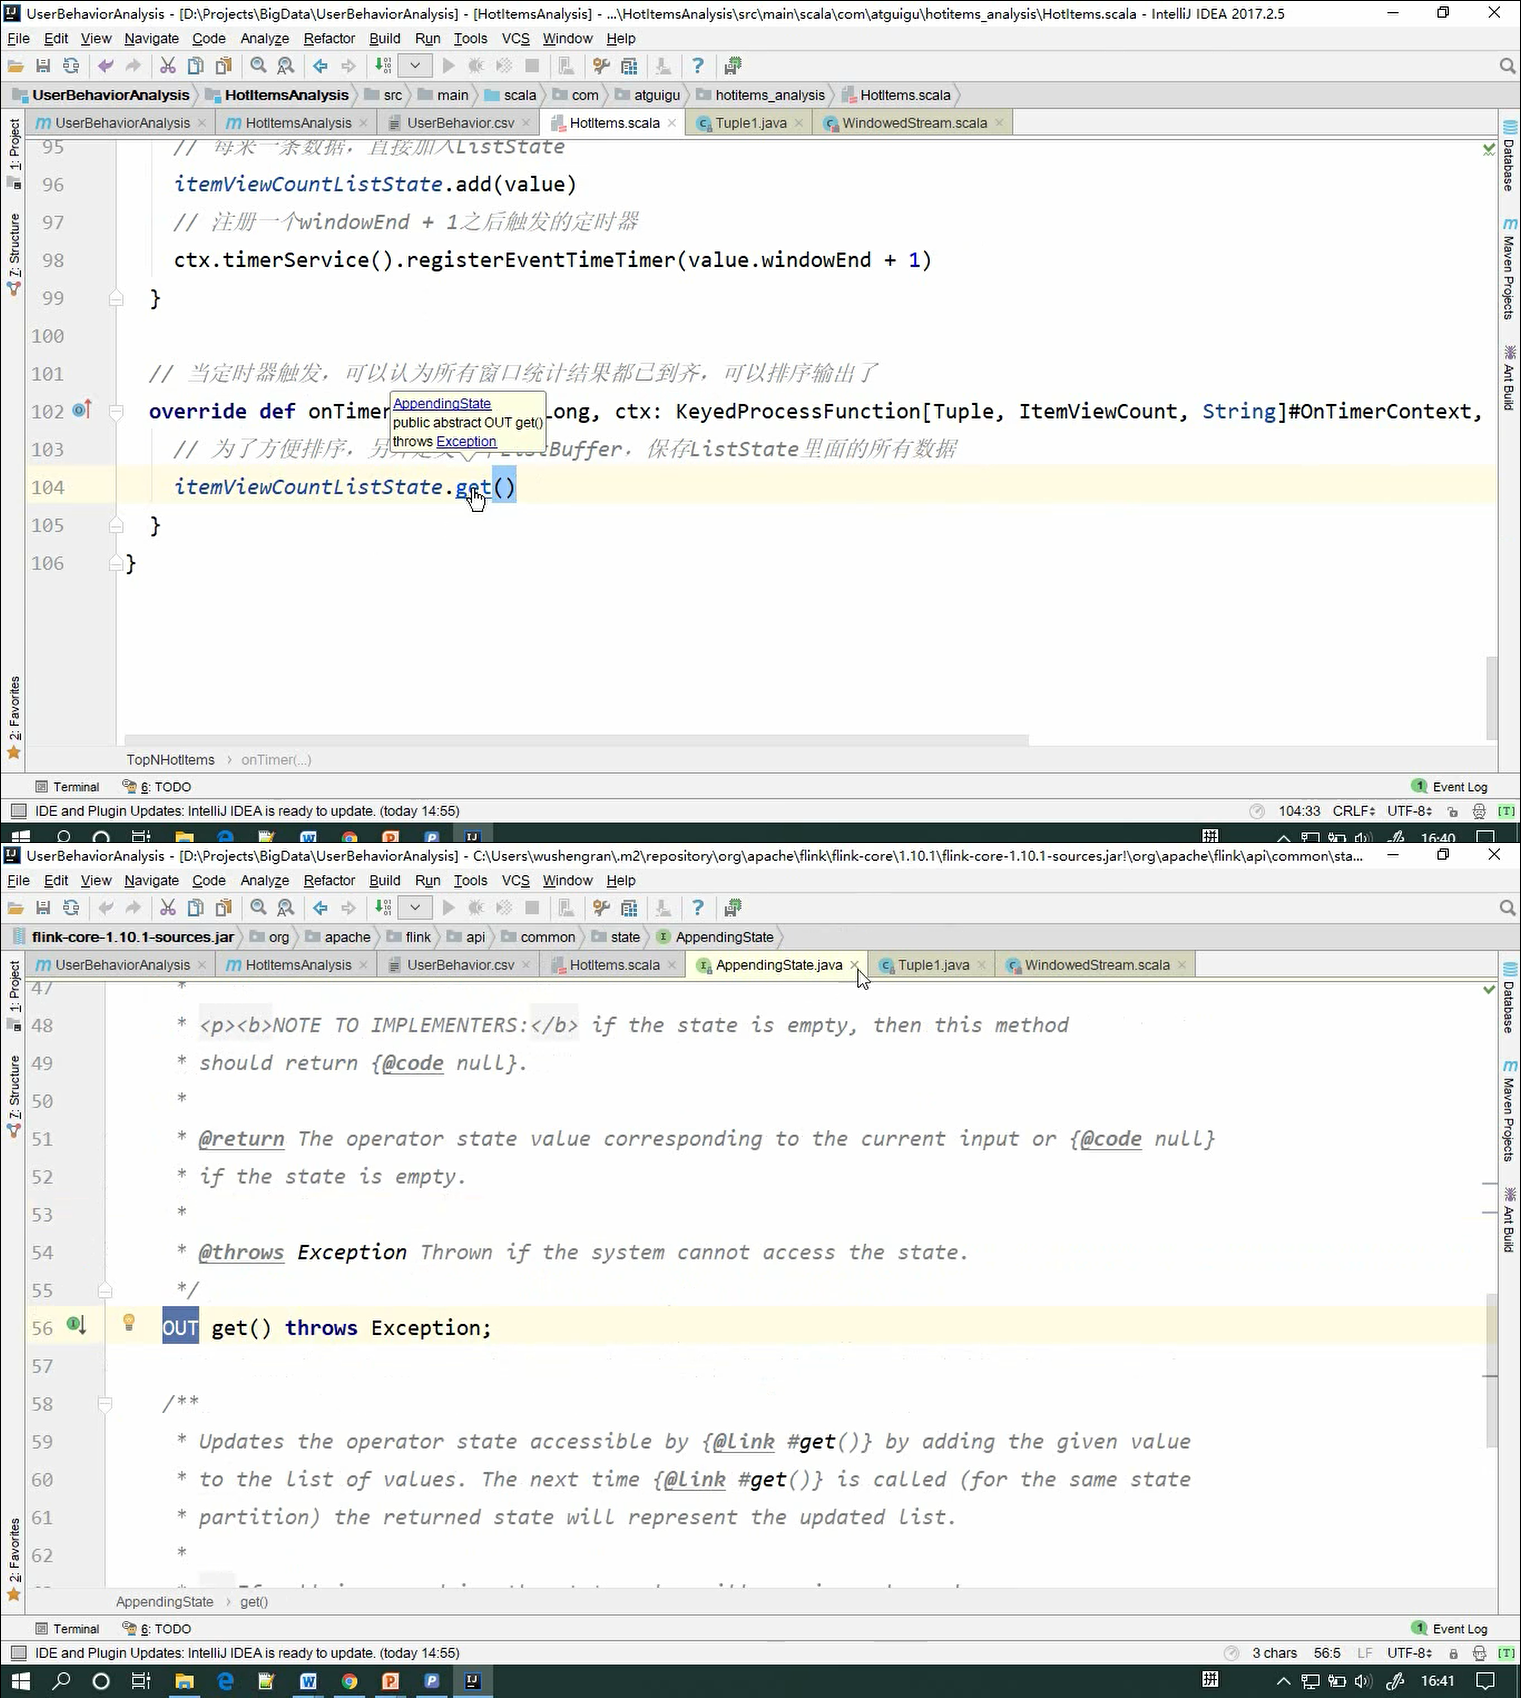 UserBehaviorAnalysis - [D:\Projects\BigData\UserBehaviorAnalysis] - [HotItemsAnalysis] - ...\HotItemsAnalysis\src\main\scala\com\atguigu\hotitems_analysis\HotItems.scala - IntelliJ IDEA 2017.2.5
File Edit View Navigate Code Analyze Refactor Build Run Tools VCS Window Help
UserBehaviorAnalysis HotItemsAnalysis src main scala com atguigu hotitems_analysis HotItems.scala
UserBehaviorAnalysis HotItemsAnalysis UserBehavior.csv HotItems.scala Tuple1.java WindowedStream.scala
1: Project
7: Structure
2: Favorites
Database
Maven Projects
Ant Build
95 // 每来一条数据，直接加入ListState
96 itemViewCountListState.add(value)
97 // 注册一个windowEnd + 1之后触发的定时器
98 ctx.timerService().registerEventTimeTimer(value.windowEnd + 1)
99 }
100
101 // 当定时器触发，可以认为所有窗口统计结果都已到齐，可以排序输出了
102 override def onTimer Long, ctx: KeyedProcessFunction[Tuple, ItemViewCount, String]#OnTimerContext,
AppendingState
public abstract OUT get()
throws Exception
103 // 为了方便排序，另 Buffer，保存ListState里面的所有数据
104 itemViewCountListState.get()
105 }
106 }
TopNHotItems › onTimer(...)
Terminal 6: TODO 1 Event Log
IDE and Plugin Updates: IntelliJ IDEA is ready to update. (today 14:55) 104:33 CRLF UTF-8 [T]
拼 16:40
UserBehaviorAnalysis - [D:\Projects\BigData\UserBehaviorAnalysis] - C:\Users\wushengran\.m2\repository\org\apache\flink\flink-core\1.10.1\flink-core-1.10.1-sources.jar!\org\apache\flink\api\common\sta...
File Edit View Navigate Code Analyze Refactor Build Run Tools VCS Window Help
flink-core-1.10.1-sources.jar org apache flink api common state AppendingState
UserBehaviorAnalysis HotItemsAnalysis UserBehavior.csv HotItems.scala AppendingState.java Tuple1.java WindowedStream.scala
1: Project
7: Structure
2: Favorites
Database
Maven Projects
Ant Build
47 *
48 * <p><b>NOTE TO IMPLEMENTERS:</b> if the state is empty, then this method
49 * should return {@code null}.
50 *
51 * @return The operator state value corresponding to the current input or {@code null}
52 * if the state is empty.
53 *
54 * @throws Exception Thrown if the system cannot access the state.
55 */
56 OUT get() throws Exception;
57
58 /**
59 * Updates the operator state accessible by {@link #get()} by adding the given value
60 * to the list of values. The next time {@link #get()} is called (for the same state
61 * partition) the returned state will represent the updated list.
62 *
AppendingState › get()
Terminal 6: TODO 1 Event Log
IDE and Plugin Updates: IntelliJ IDEA is ready to update. (today 14:55) 3 chars 56:5 LF UTF-8 [T]
拼 16:41